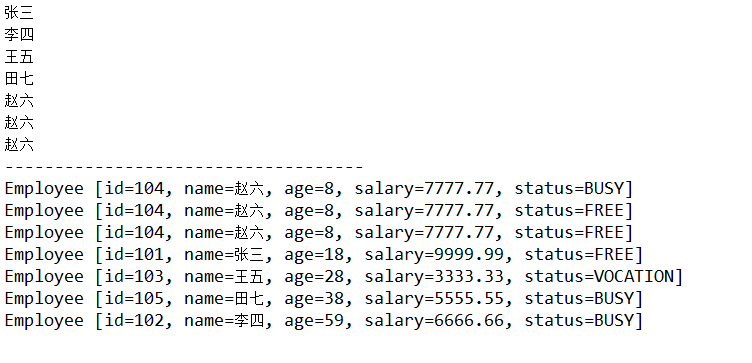 张三
李四
王五
田七
赵六
赵六
赵六
------------------------------------
Employee [id=104, name=赵六, age=8, salary=7777.77, status=BUSY]
Employee [id=104, name=赵六, age=8, salary=7777.77, status=FREE]
Employee [id=104, name=赵六, age=8, salary=7777.77, status=FREE]
Employee [id=101, name=张三, age=18, salary=9999.99, status=FREE]
Employee [id=103, name=王五, age=28, salary=3333.33, status=VOCATION]
Employee [id=105, name=田七, age=38, salary=5555.55, status=BUSY]
Employee [id=102, name=李四, age=59, salary=6666.66, status=BUSY]